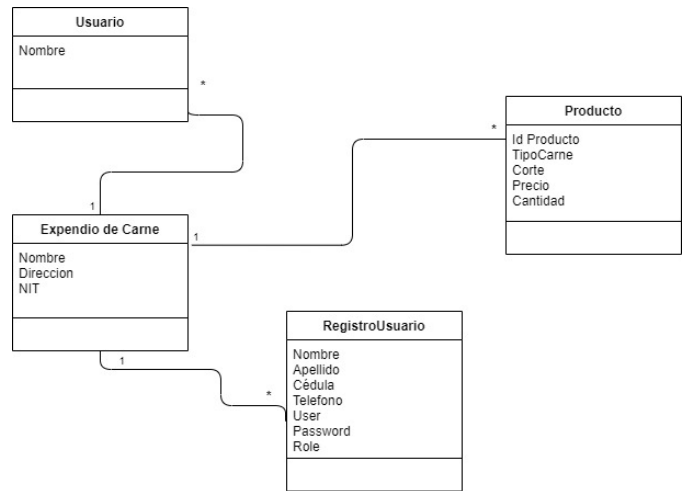 Usuario
Nombre
*
1
Expendio de Carne
Nombre
Direccion
NIT
1
1
*
Producto
Id Producto
TipoCarne
Corte
Precio
Cantidad
*
RegistroUsuario
Nombre
Apellido
Cédula
Telefono
User
Password
Role